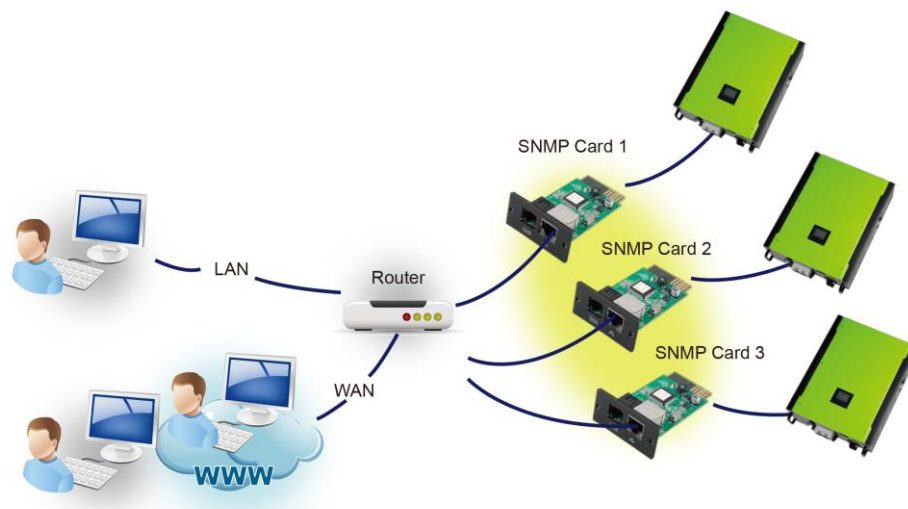 SNMP Card 1
SNMP Card 2
Router
LAN
SNMP Card 3
WAN
WWW